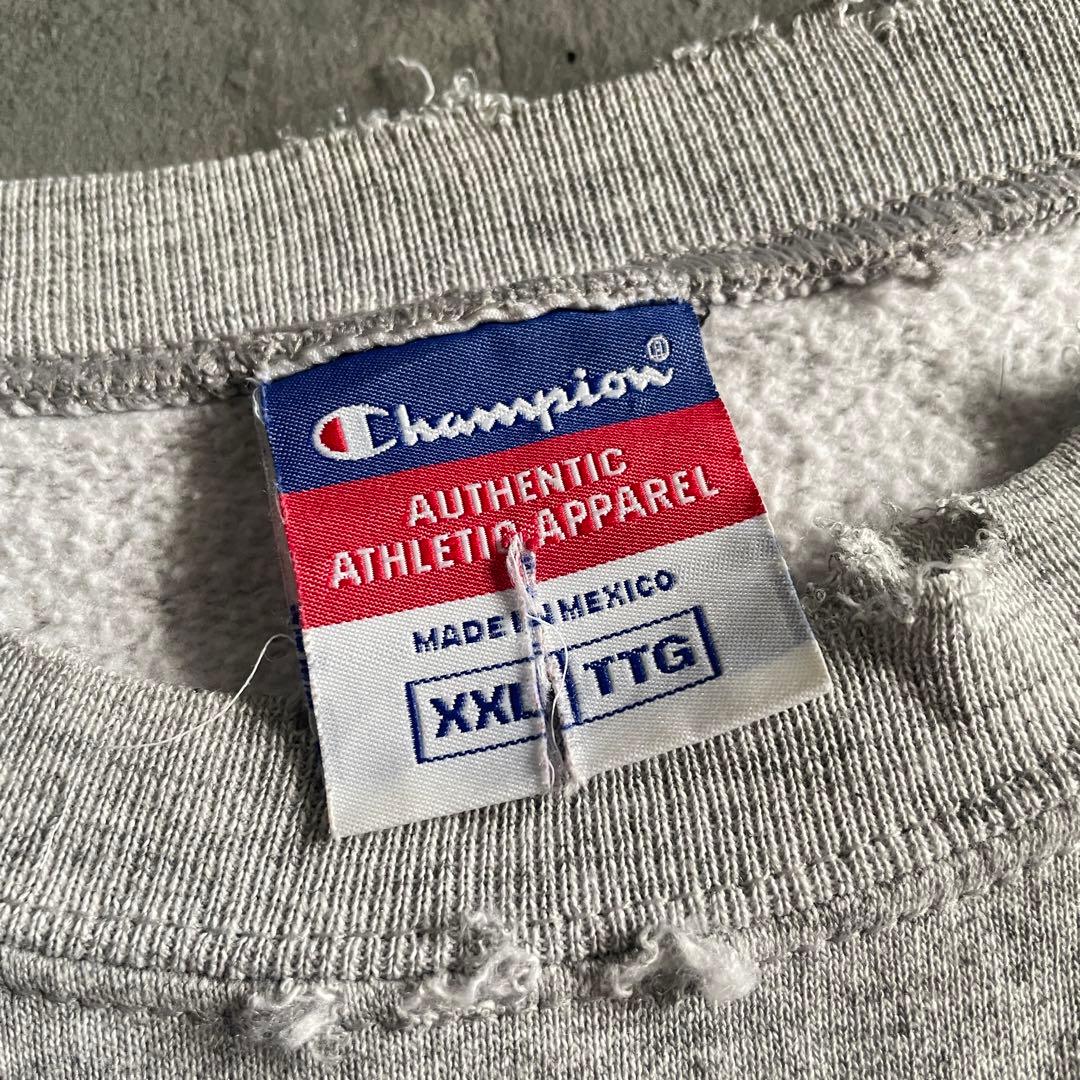 Champion®
AUTHENTIC
ATHLETIC APPAREL
MADE IN MEXICO
XXL TTG